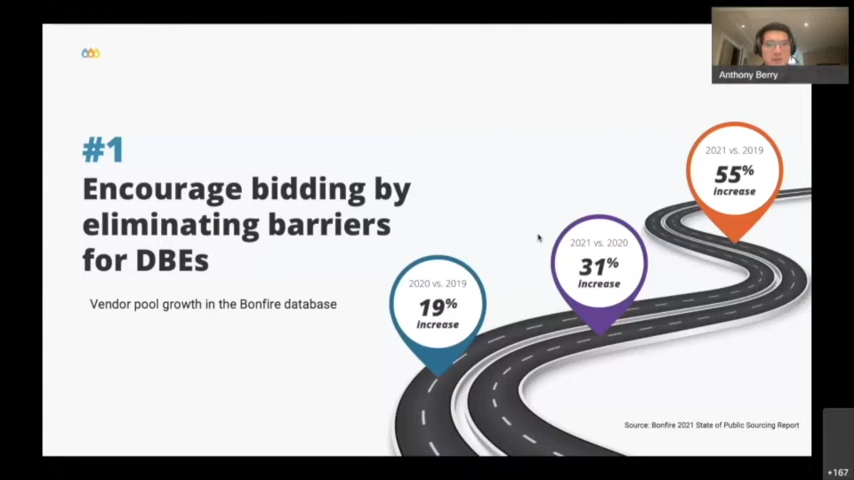 Anthony Berry
#1
Encourage bidding by
eliminating barriers
for DBEs
Vendor pool growth in the Bonfire database
2020 vs. 2019
19%
increase
2021 vs. 2020
31%
increase
2021 vs. 2019
55%
increase
Source: Bonfire 2021 State of Public Sourcing Report
+167